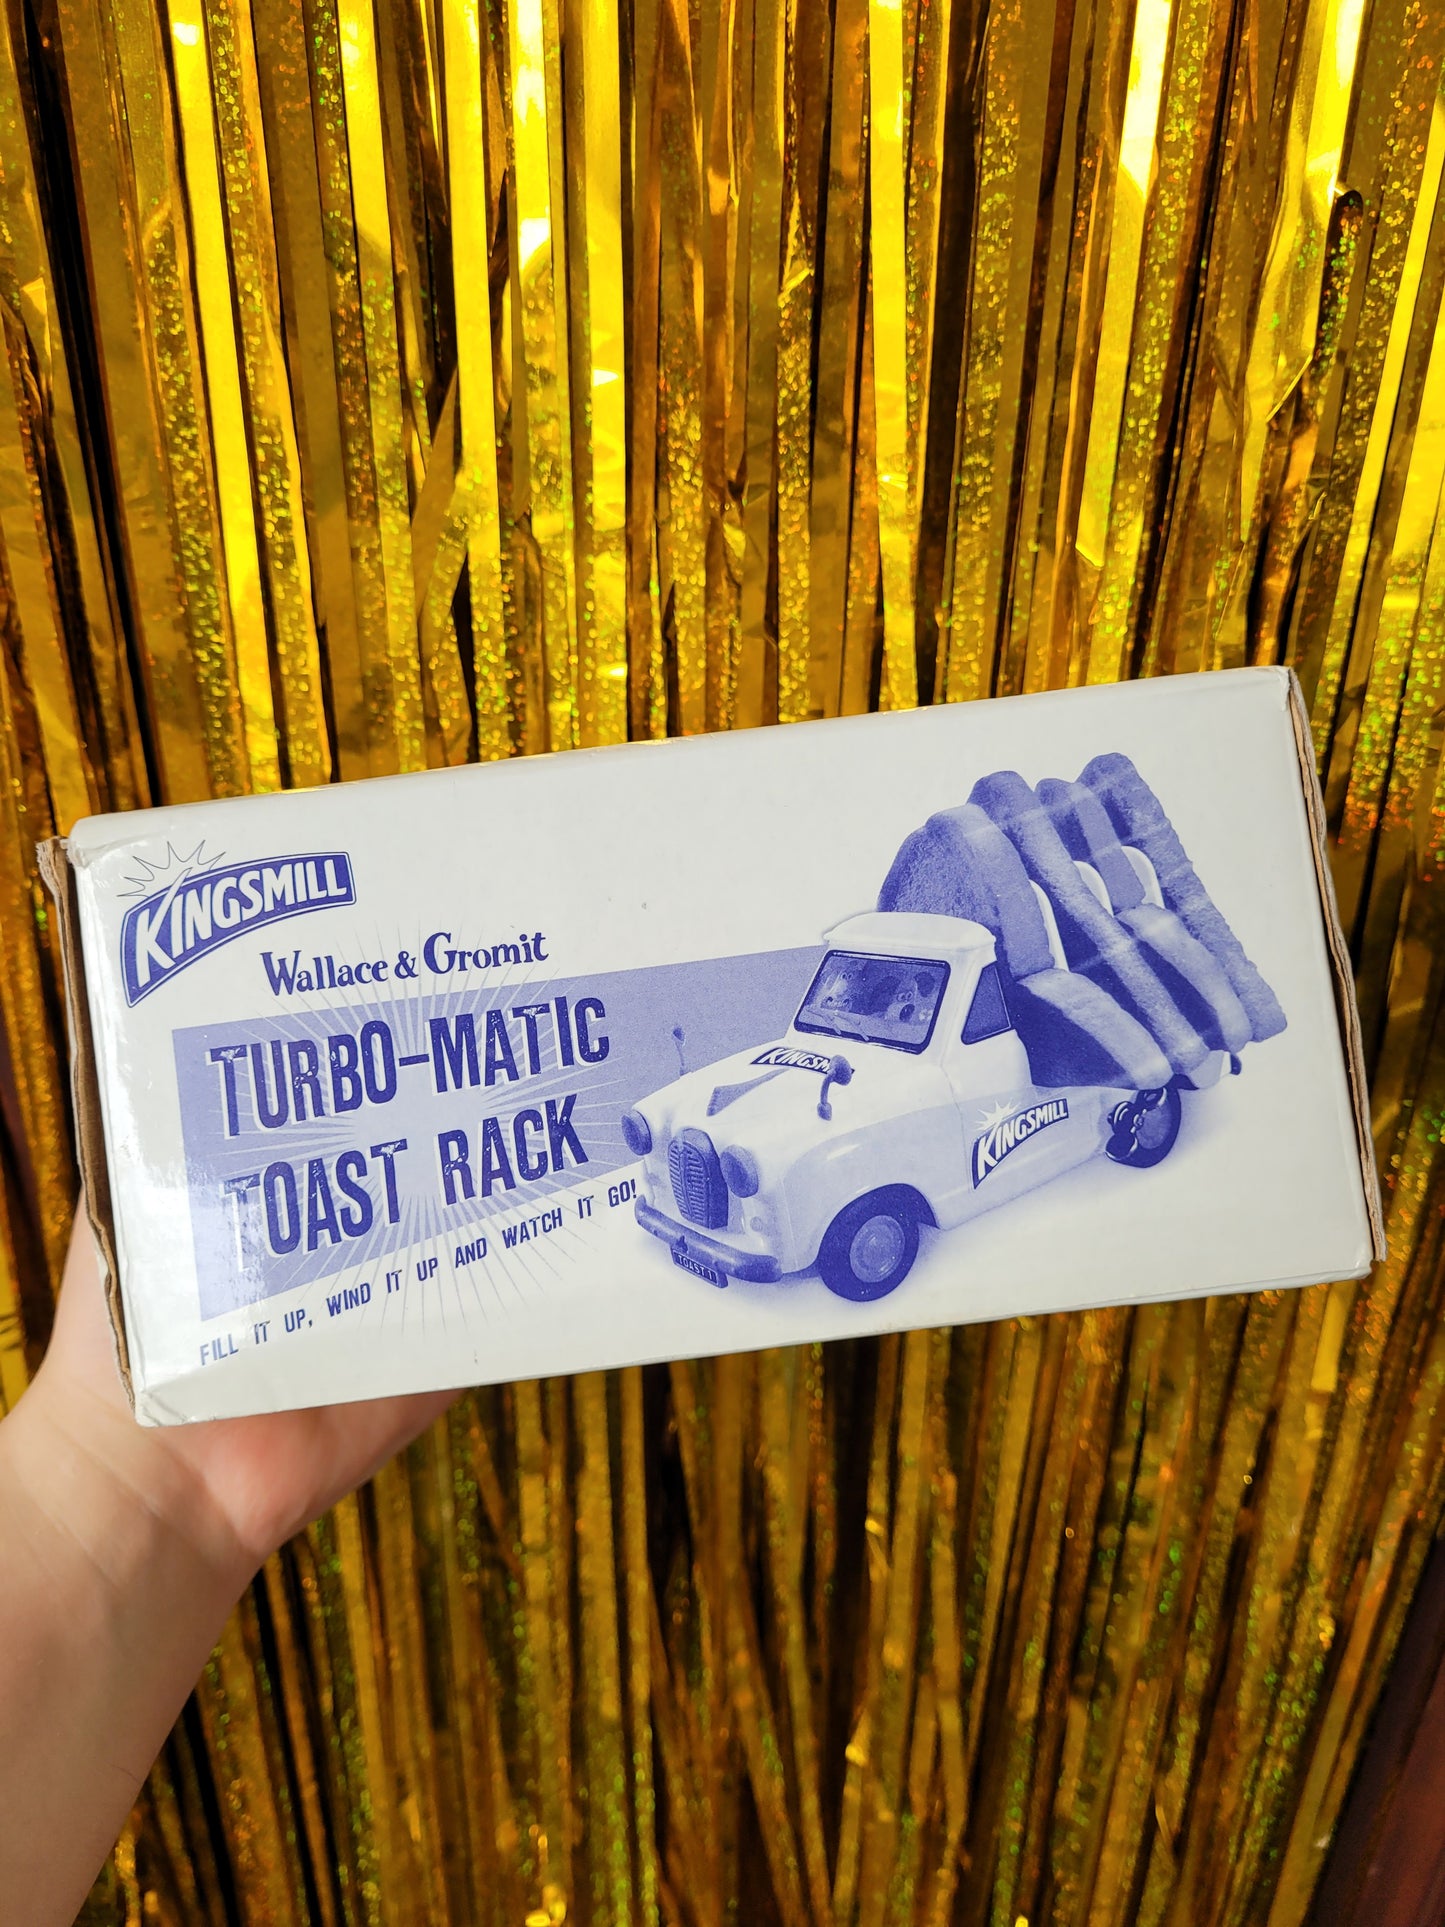 KINGSMILL
Wallace & Gromit
TURBO-MATIC
TOAST RACK
FILL IT UP, WIND IT UP AND WATCH IT GO!
KINGSMILL
TOAST 1